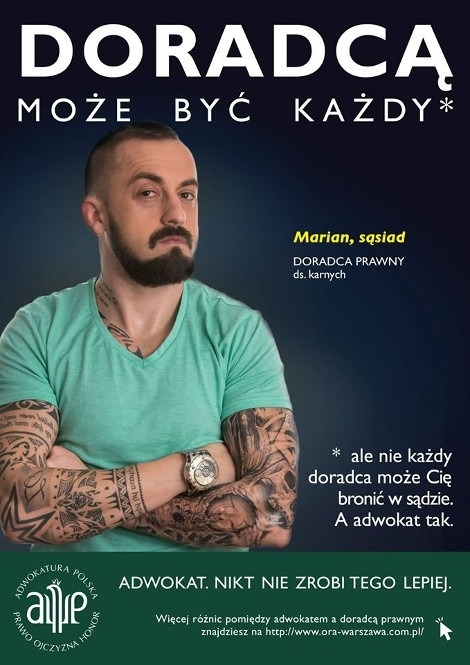 DORADCĄ
MOŻE BYĆ KAŻDY*
Marian, sąsiad
DORADCA PRAWNY
ds. karnych
* ale nie każdy
doradca może Cię
bronić w sądzie.
A adwokat tak.
ADWOKATURA POLSKA
PRAWO OJCZYZNA HONOR
ADWOKAT. NIKT NIE ZROBI TEGO LEPIEJ.
Więcej różnic pomiędzy adwokatem a doradcą prawnym
znajdziesz na http://www.ora-warszawa.com.pl/